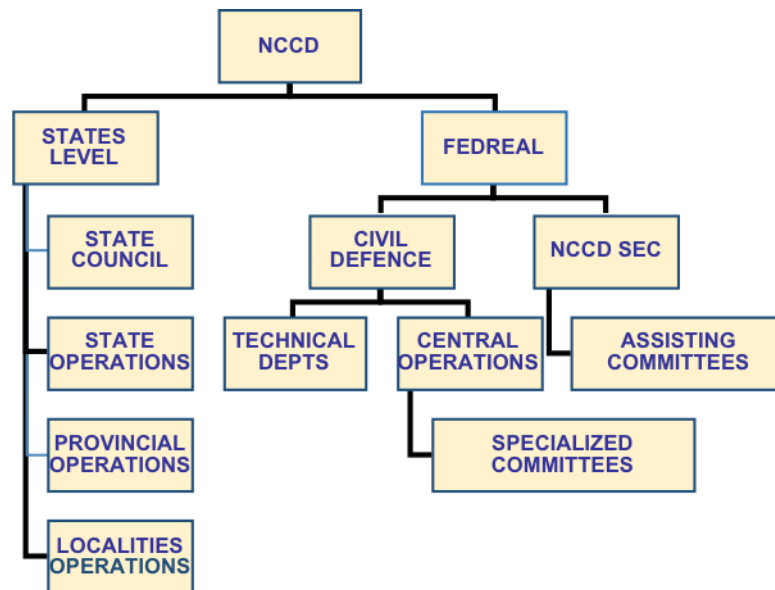 NCCD
STATES
LEVEL
FEDREAL
STATE
COUNCIL
CIVIL
DEFENCE
NCCD SEC
STATE
OPERATIONS
TECHNICAL
DEPTS
CENTRAL
OPERATIONS
ASSISTING
COMMITTEES
PROVINCIAL
OPERATIONS
SPECIALIZED
COMMITTEES
LOCALITIES
OPERATIONS